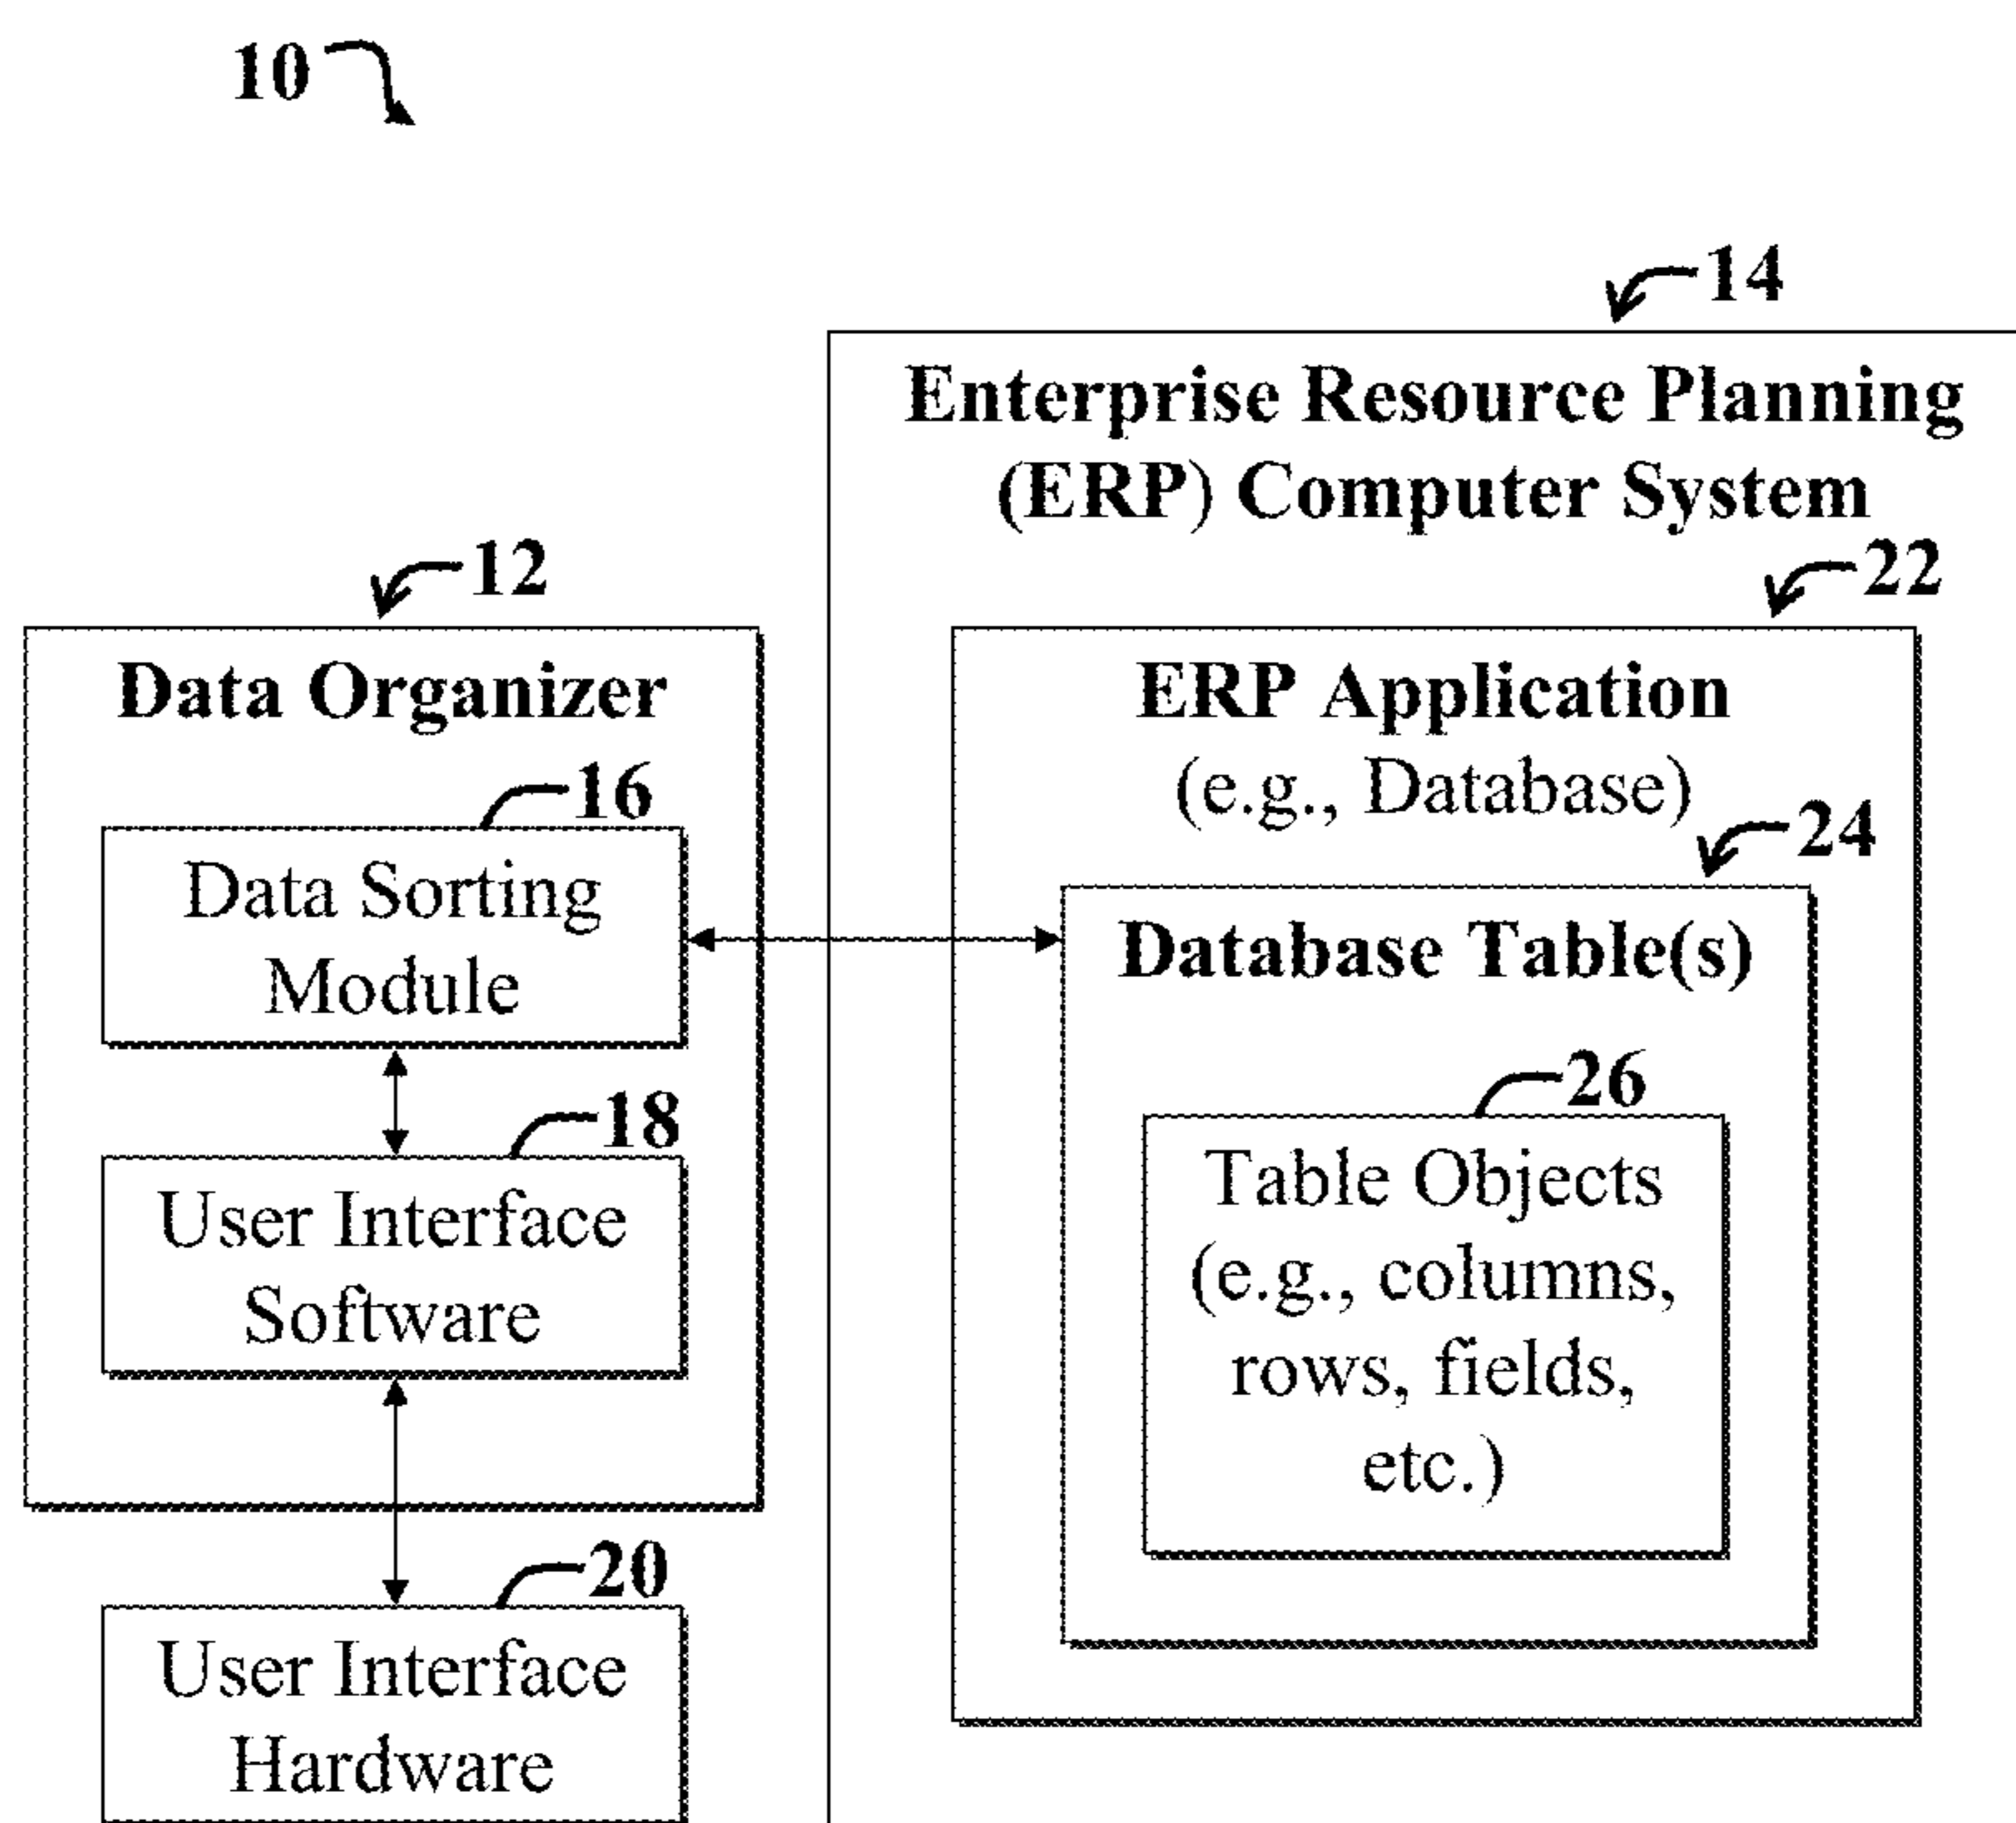 10
14
Enterprise Resource Planning
(ERP) Computer System
12
22
Data Organizer
16
Data Sorting
Module
18
User Interface
Software
20
User Interface
Hardware
ERP Application
(e.g., Database)
24
Database Table(s)
26
Table Objects
(e.g., columns,
rows, fields,
etc.)